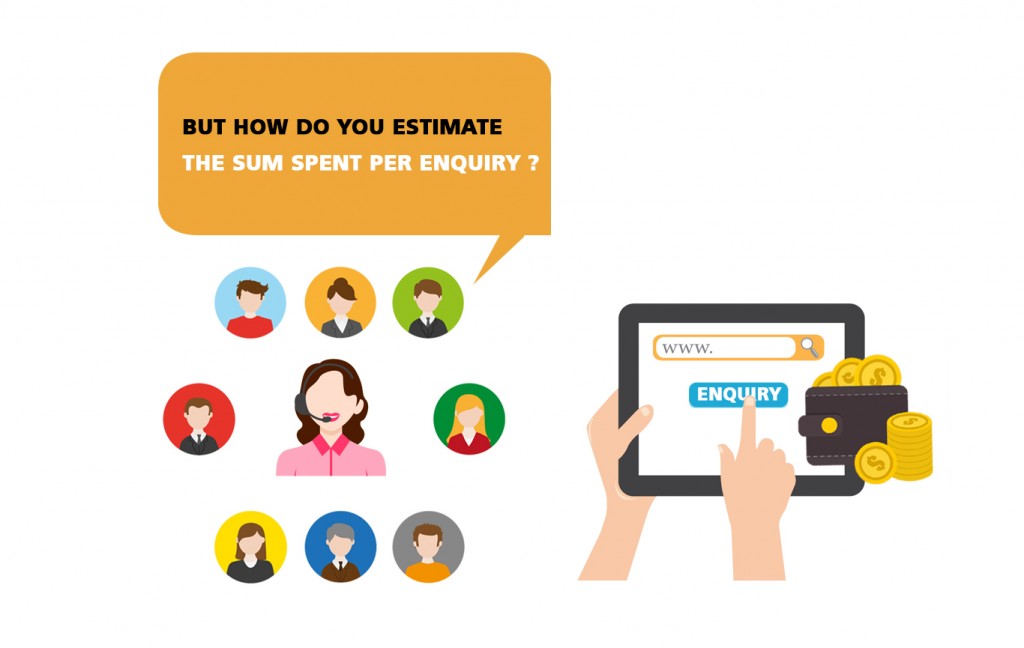 BUT HOW DO YOU ESTIMATE
THE SUM SPENT PER ENQUIRY ?
www.
ENQUIRY